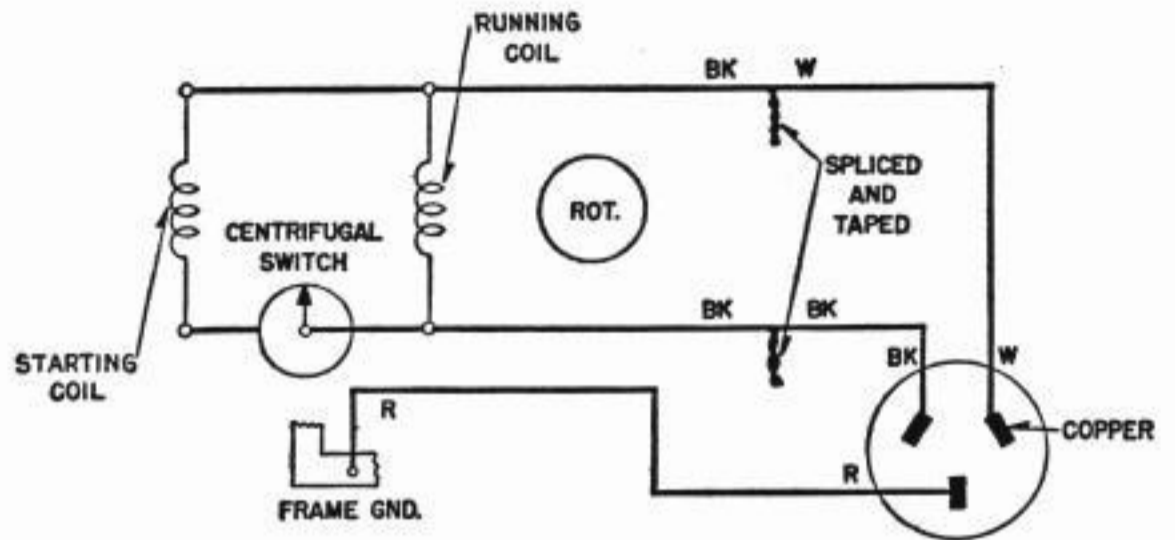 RUNNING
COIL
BK W
SPLICED
AND
TAPED
ROT.
CENTRIFUGAL
SWITCH
STARTING
COIL
BK BK
BK W
COPPER
R
R
FRAME GND.